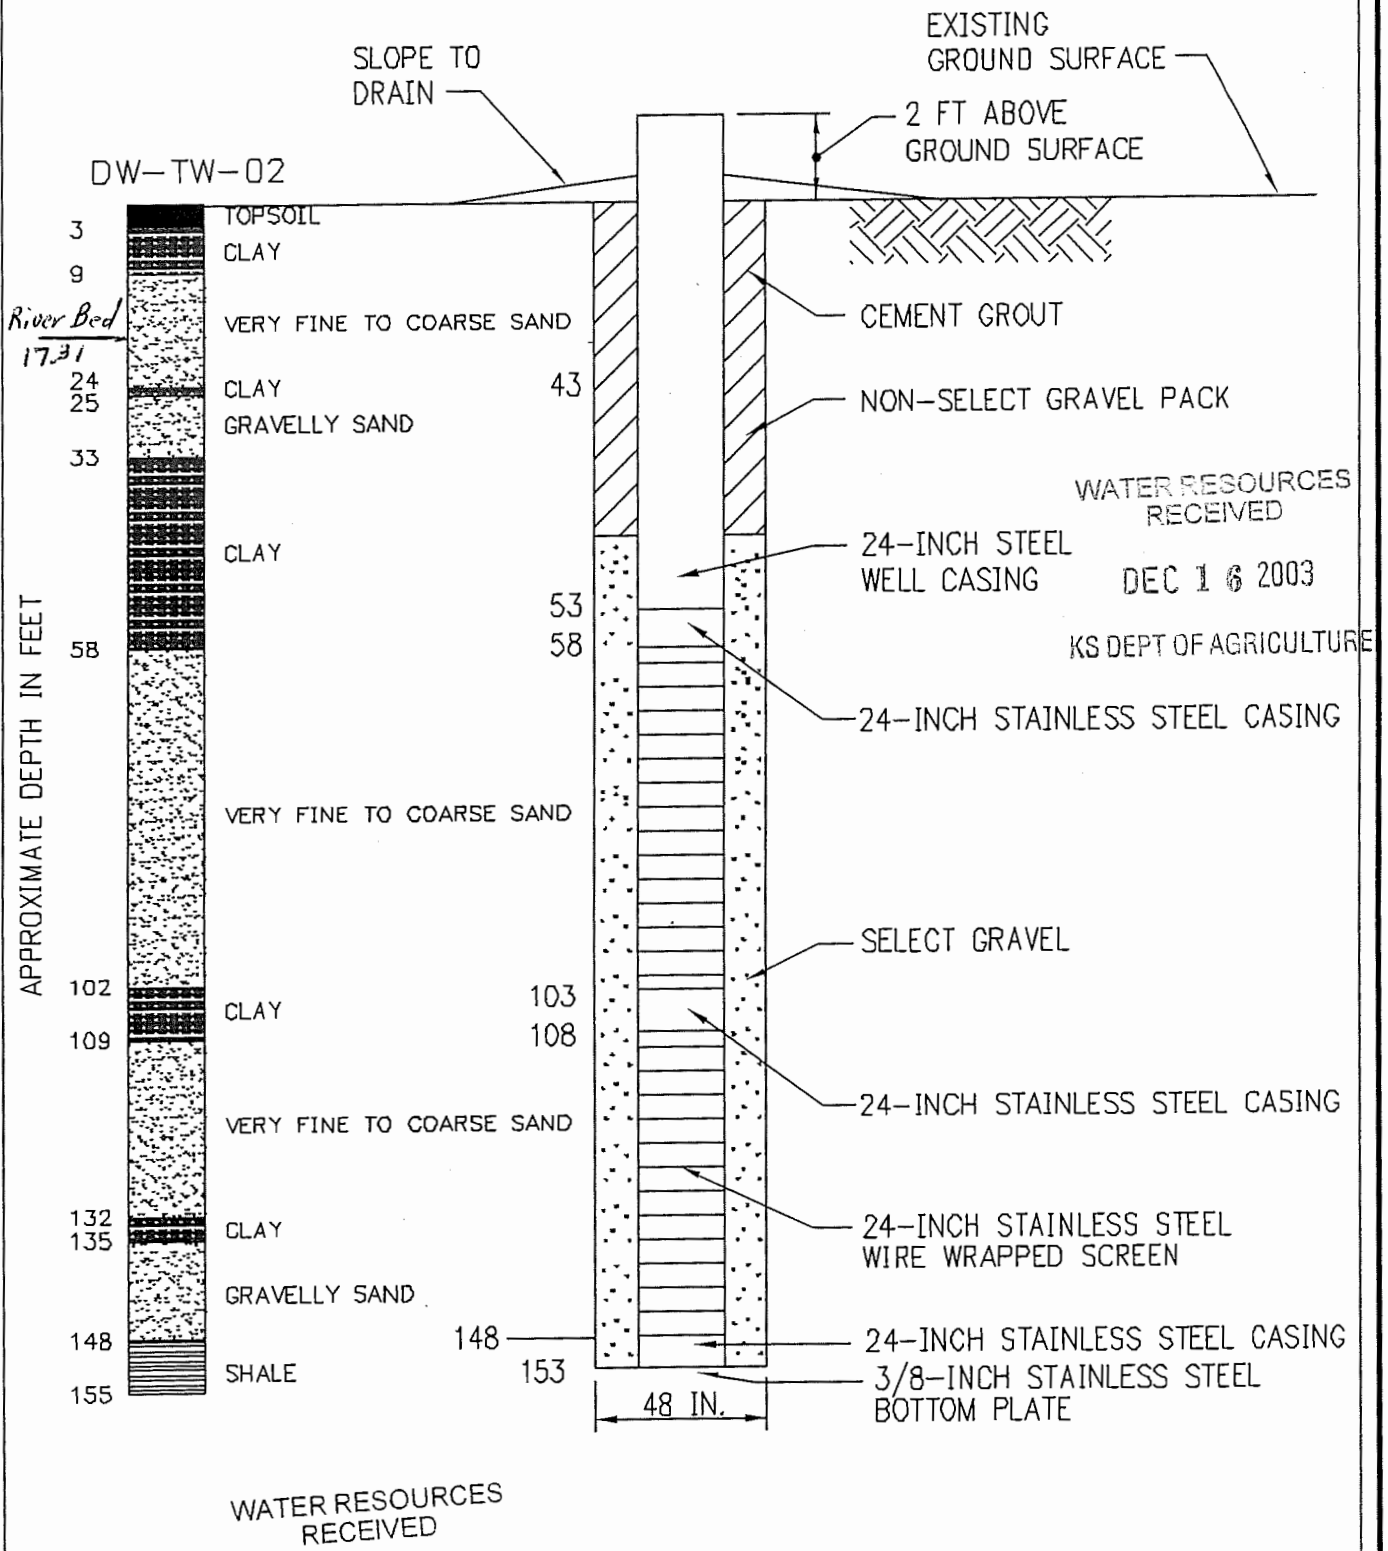 EXISTING
GROUND SURFACE
SLOPE TO
DRAIN
2 FT ABOVE
GROUND SURFACE
DW-TW-02
TOPSOIL
3
CLAY
9
River Bed
17.31
VERY FINE TO COARSE SAND
CEMENT GROUT
24
CLAY
43
25
NON-SELECT GRAVEL PACK
GRAVELLY SAND
33
WATER RESOURCES
RECEIVED
24-INCH STEEL
WELL CASING
CLAY
DEC 16 2003
53
58
58
KS DEPT OF AGRICULTURE
24-INCH STAINLESS STEEL CASING
APPROXIMATE DEPTH IN FEET
VERY FINE TO COARSE SAND
SELECT GRAVEL
102
103
CLAY
108
109
24-INCH STAINLESS STEEL CASING
VERY FINE TO COARSE SAND
132
CLAY
135
24-INCH STAINLESS STEEL
WIRE WRAPPED SCREEN
GRAVELLY SAND
148
148
24-INCH STAINLESS STEEL CASING
SHALE
153
3/8-INCH STAINLESS STEEL
BOTTOM PLATE
155
48 IN.
WATER RESOURCES
RECEIVED